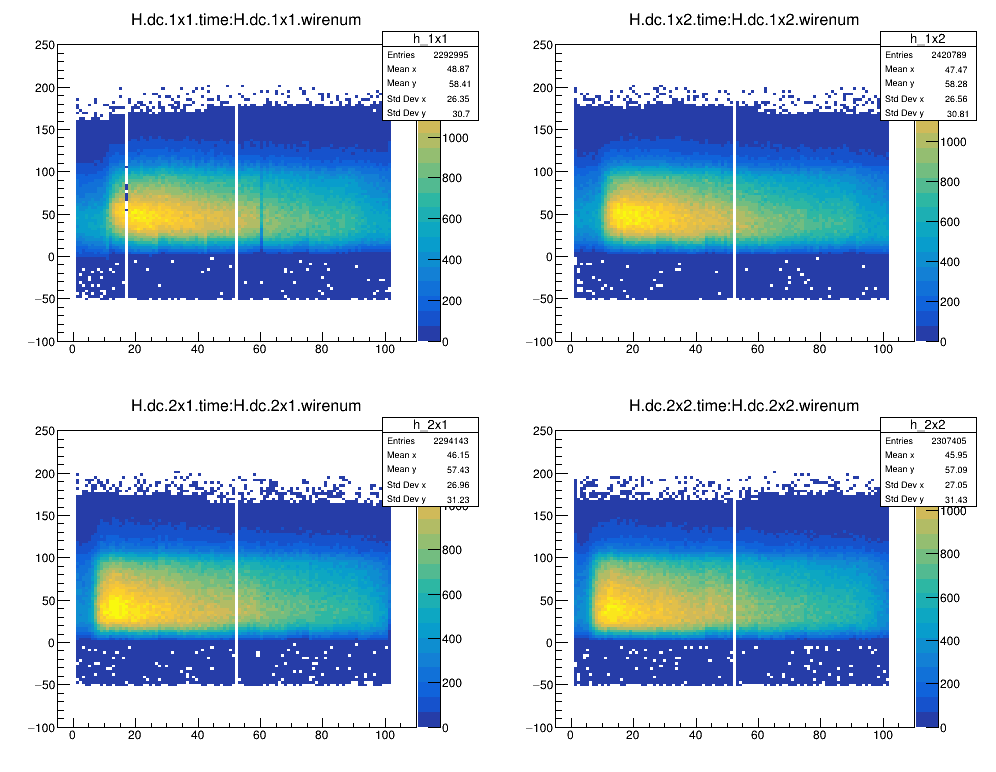 H.dc.1x1.time:H.dc.1x1.wirenum
h_1x1
Entries 2292995
Mean x 48.87
Mean y 58.41
Std Dev x 26.35
Std Dev y 30.7
250
200
150
100
50
0
−50
−100
0 20 40 60 80 100
1000
800
600
400
200
0
H.dc.1x2.time:H.dc.1x2.wirenum
h_1x2
Entries 2420789
Mean x 47.47
Mean y 58.28
Std Dev x 26.56
Std Dev y 30.81
250
200
150
100
50
0
−50
−100
0 20 40 60 80 100
1000
800
600
400
200
0
H.dc.2x1.time:H.dc.2x1.wirenum
h_2x1
Entries 2294143
Mean x 46.15
Mean y 57.43
Std Dev x 26.96
Std Dev y 31.23
250
200
150
100
50
0
−50
−100
0 20 40 60 80 100
1000
800
600
400
200
0
H.dc.2x2.time:H.dc.2x2.wirenum
h_2x2
Entries 2307405
Mean x 45.95
Mean y 57.09
Std Dev x 27.05
Std Dev y 31.43
250
200
150
100
50
0
−50
−100
0 20 40 60 80 100
1000
800
600
400
200
0